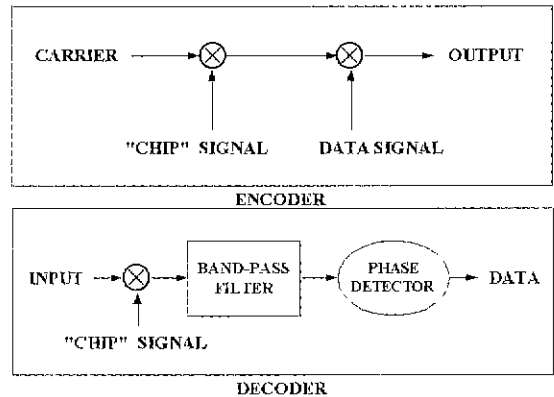 CARRIER
OUTPUT
"CHIP" SIGNAL
DATA SIGNAL
ENCODER
INPUT
BAND-PASS
FILTER
PHASE
DETECTOR
DATA
"CHIP" SIGNAL
DECODER